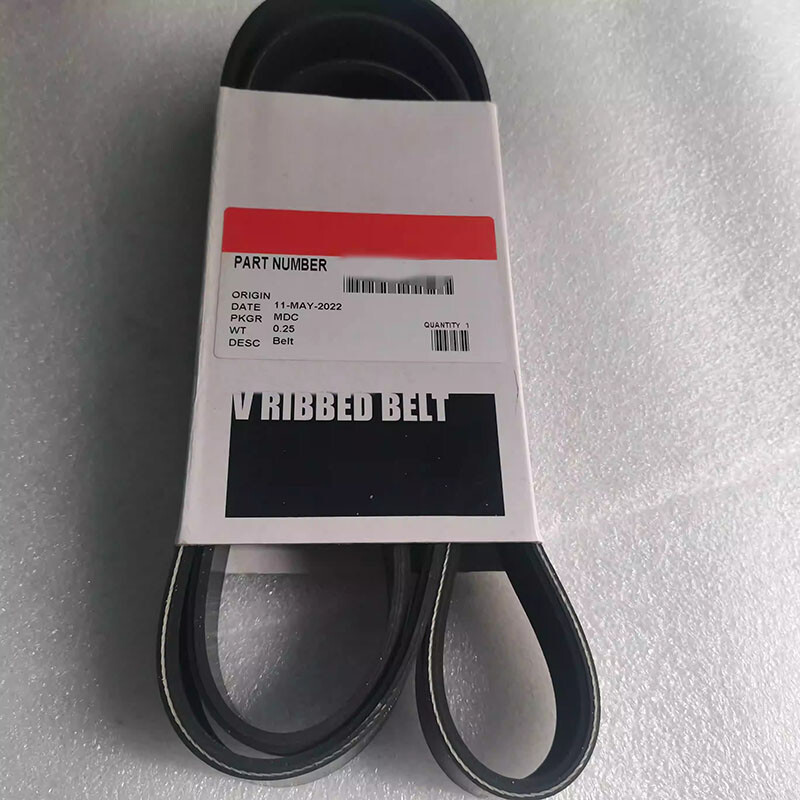 PART NUMBER
ORIGIN
DATE 11-MAY-2022
PKGR MDC
WT 0.25
DESC Belt
QUANTITY 1
V RIBBED BELT